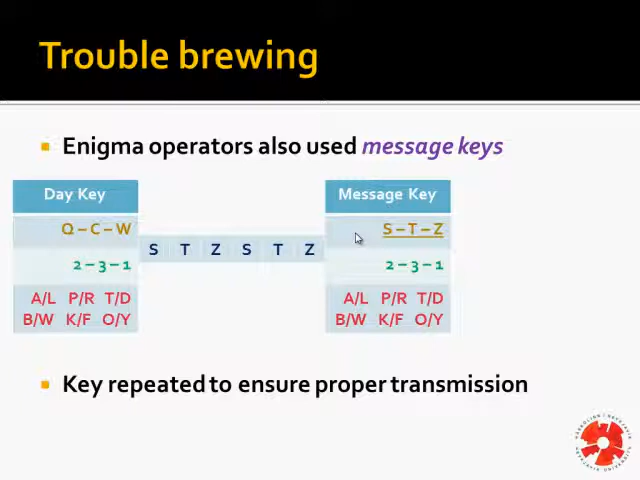 Trouble brewing
Enigma operators also used message keys
Day Key
Q – C – W
2 – 3 – 1
A/L P/R T/D
B/W K/F O/Y
S T Z S T Z
Message Key
S – T – Z
2 – 3 – 1
A/L P/R T/D
B/W K/F O/Y
Key repeated to ensure proper transmission